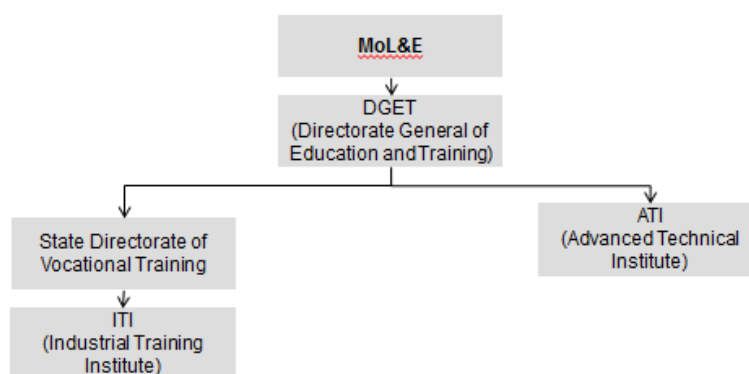 MoL&E
DGET
(Directorate General of
Education and Training)
State Directorate of
Vocational Training
ATI
(Advanced Technical
Institute)
ITI
(Industrial Training
Institute)